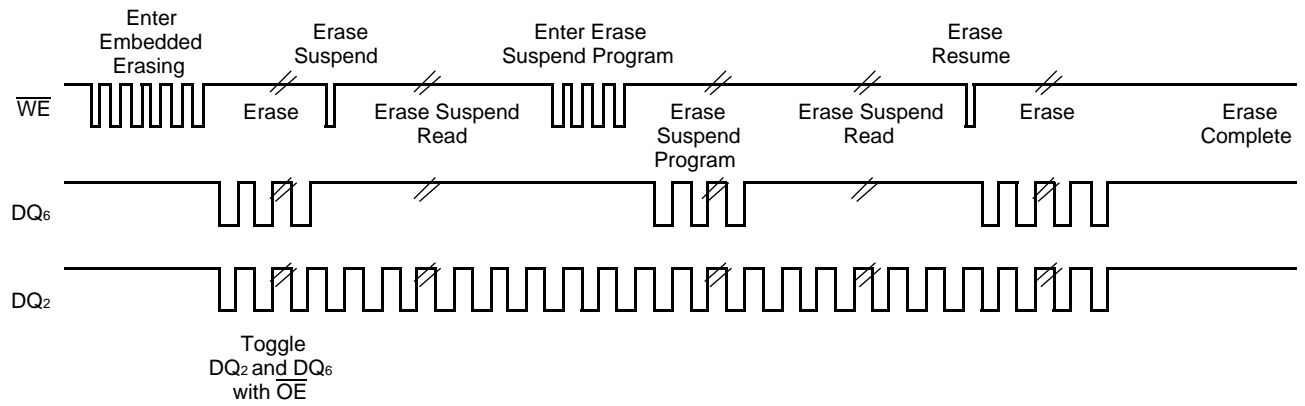 Enter
Embedded
Erasing
Erase
Suspend
Enter Erase
Suspend Program
Erase
Resume
WE
Erase
Erase Suspend
Read
Erase
Suspend
Program
Erase Suspend
Read
Erase
Erase
Complete
DQ6
DQ2
Toggle
DQ2 and DQ6
with OE